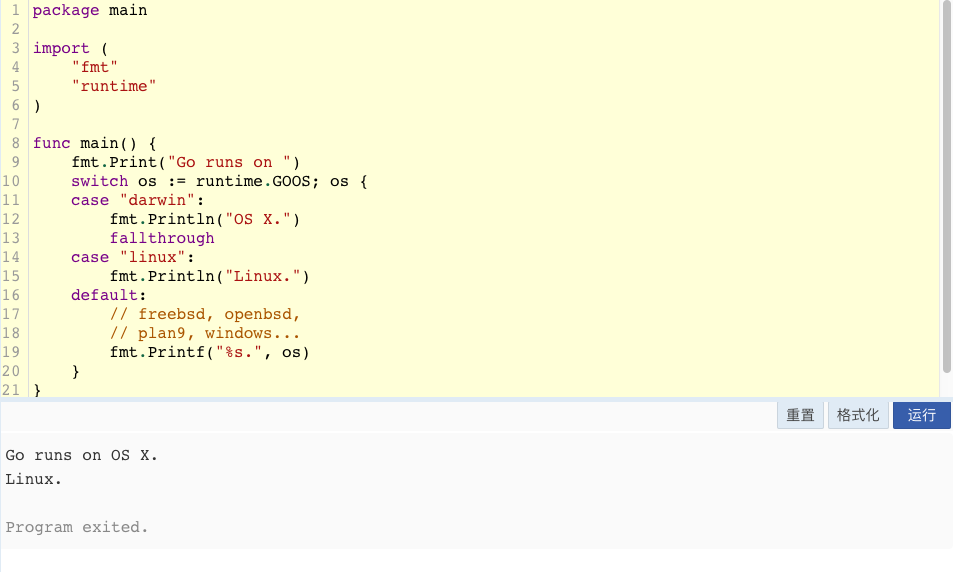 1 package main
2
3 import (
4     "fmt"
5     "runtime"
6 )
7
8 func main() {
9     fmt.Print("Go runs on ")
10     switch os := runtime.GOOS; os {
11     case "darwin":
12         fmt.Println("OS X.")
13         fallthrough
14     case "linux":
15         fmt.Println("Linux.")
16     default:
17         // freebsd, openbsd,
18         // plan9, windows...
19         fmt.Printf("%s.", os)
20     }
21 }
重置 格式化 运行
Go runs on OS X.
Linux.
Program exited.